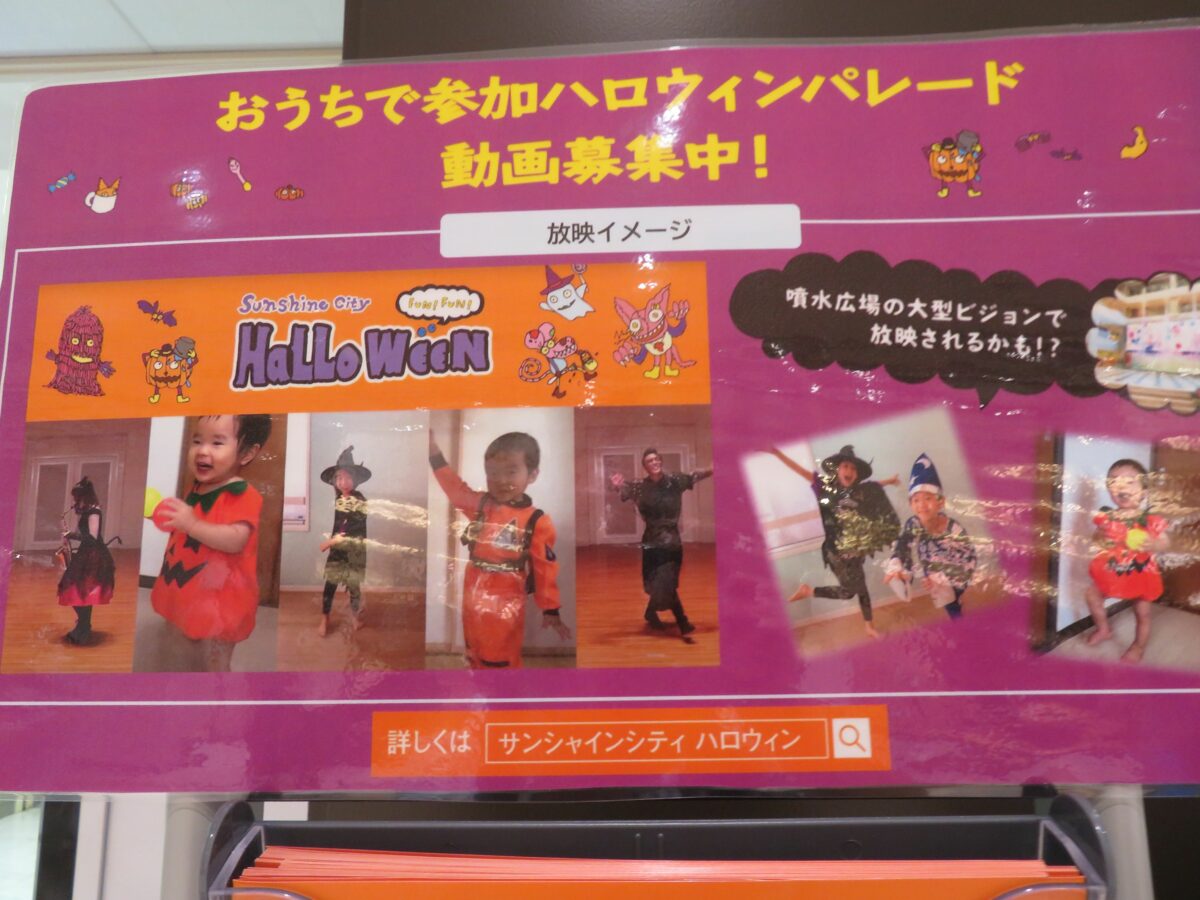 おうちで参加ハロウィンパレード
動画募集中！
放映イメージ
Sunshine City
FUN! FUN!
HALLOWEEN
噴水広場の大型ビジョンで
放映されるかも！？
詳しくは サンシャインシティ ハロウィン